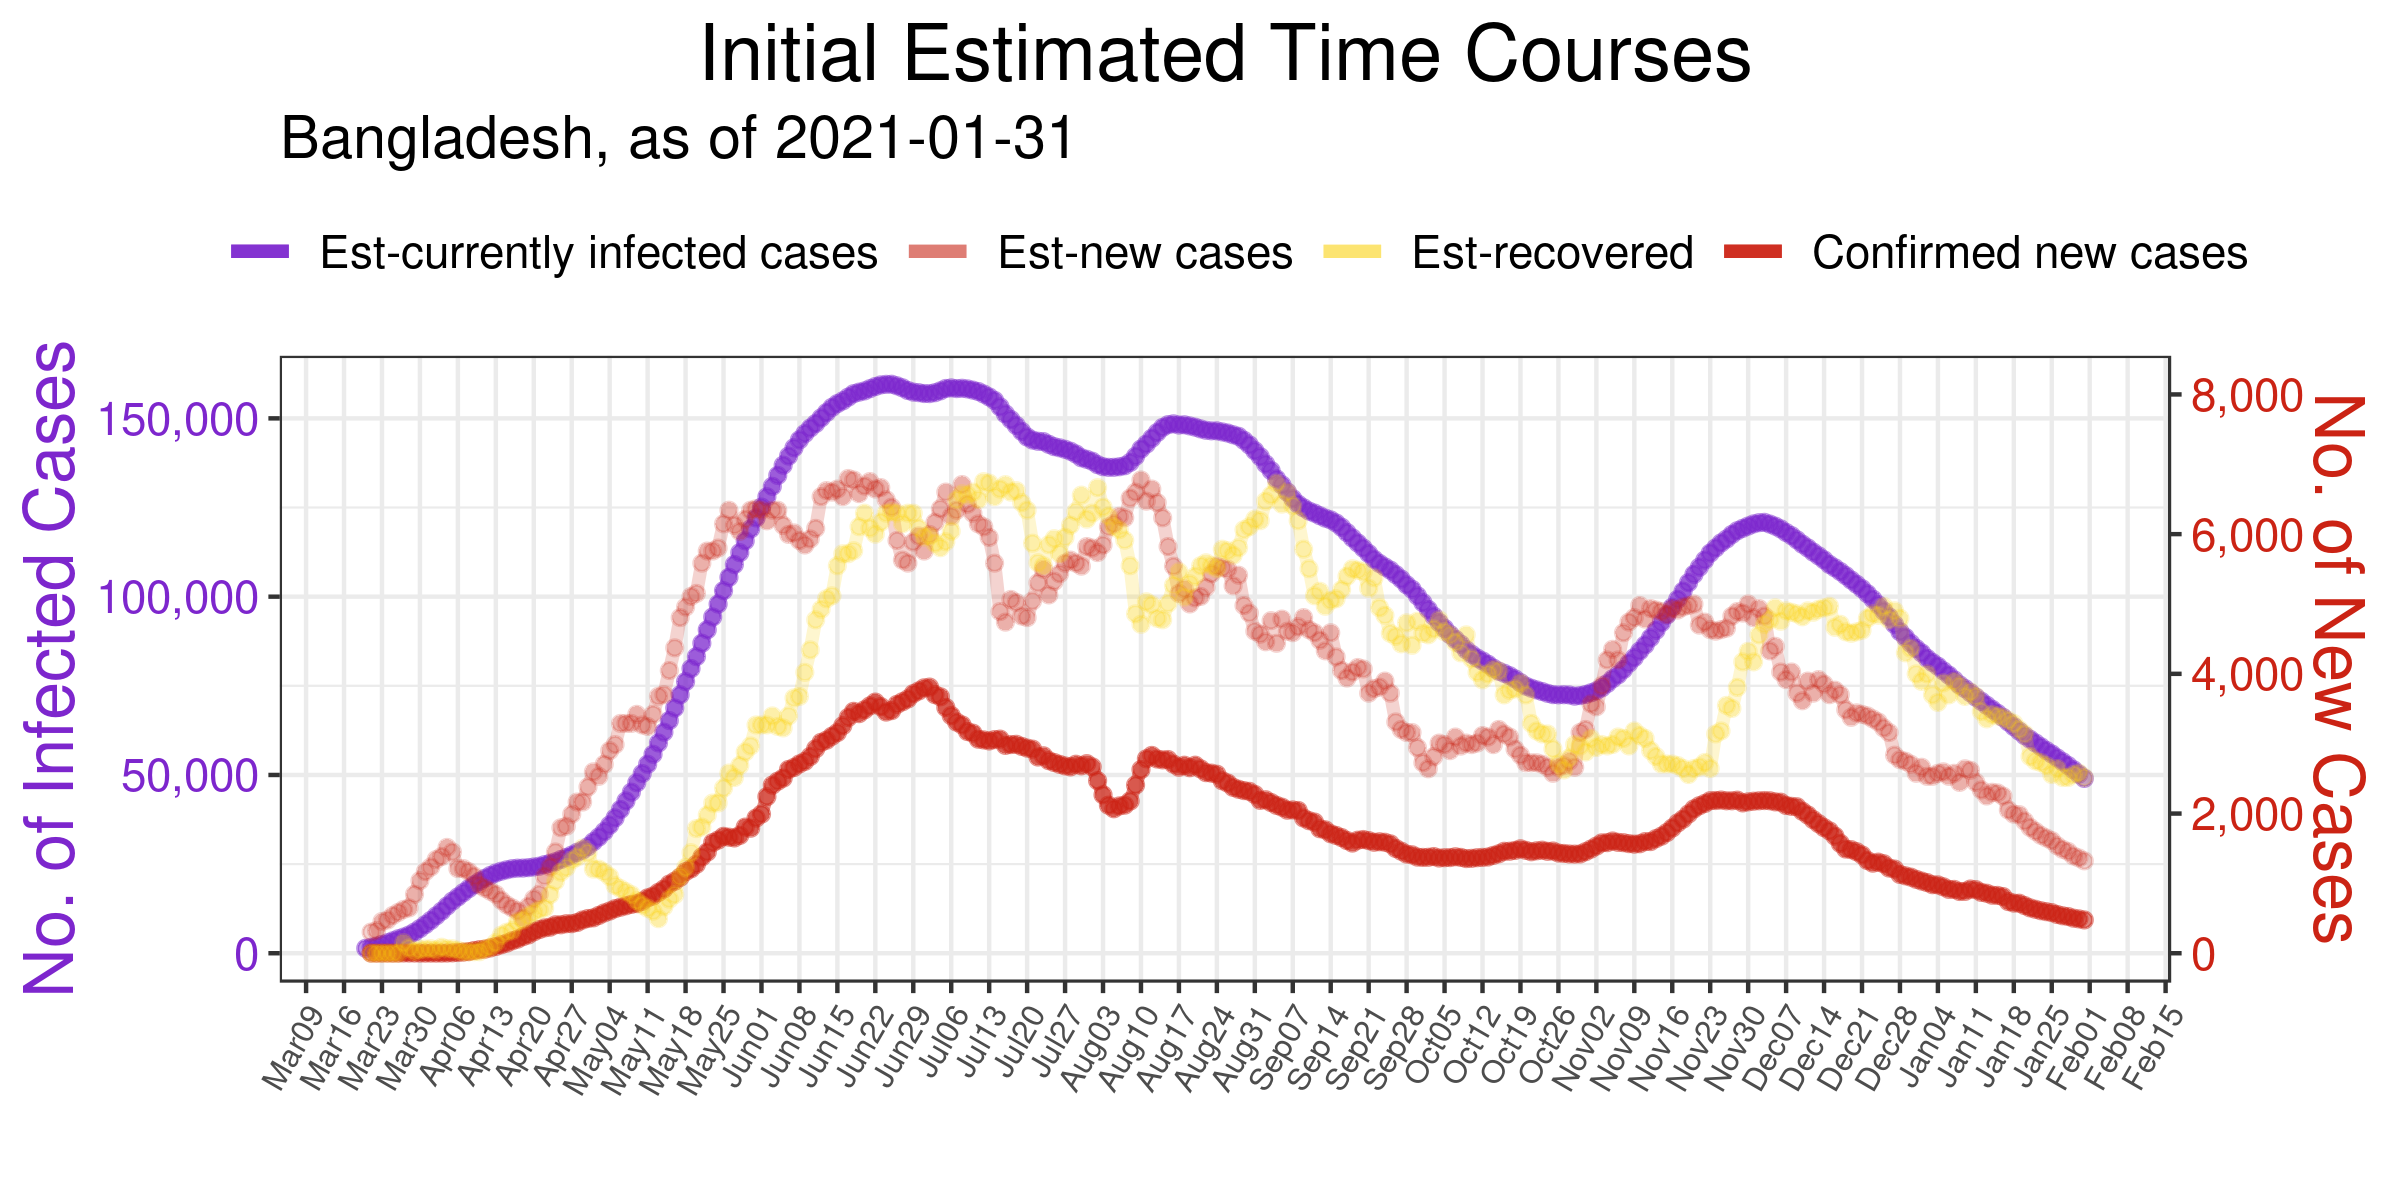 Initial Estimated Time Courses
Bangladesh, as of 2021-01-31
Est-currently infected cases Est-new cases Est-recovered Confirmed new cases
No. of Infected Cases
150,000
100,000
50,000
0
8,000
6,000
4,000
2,000
0
No. of New Cases
Mar09 Mar16 Mar23 Mar30 Apr06 Apr13 Apr20 Apr27 May04 May11 May18 May25 Jun01 Jun08 Jun15 Jun22 Jun29 Jul06 Jul13 Jul20 Jul27 Aug03 Aug10 Aug17 Aug24 Aug31 Sep07 Sep14 Sep21 Sep28 Oct05 Oct12 Oct19 Oct26 Nov02 Nov09 Nov16 Nov23 Nov30 Dec07 Dec14 Dec21 Dec28 Jan04 Jan11 Jan18 Jan25 Feb01 Feb08 Feb15